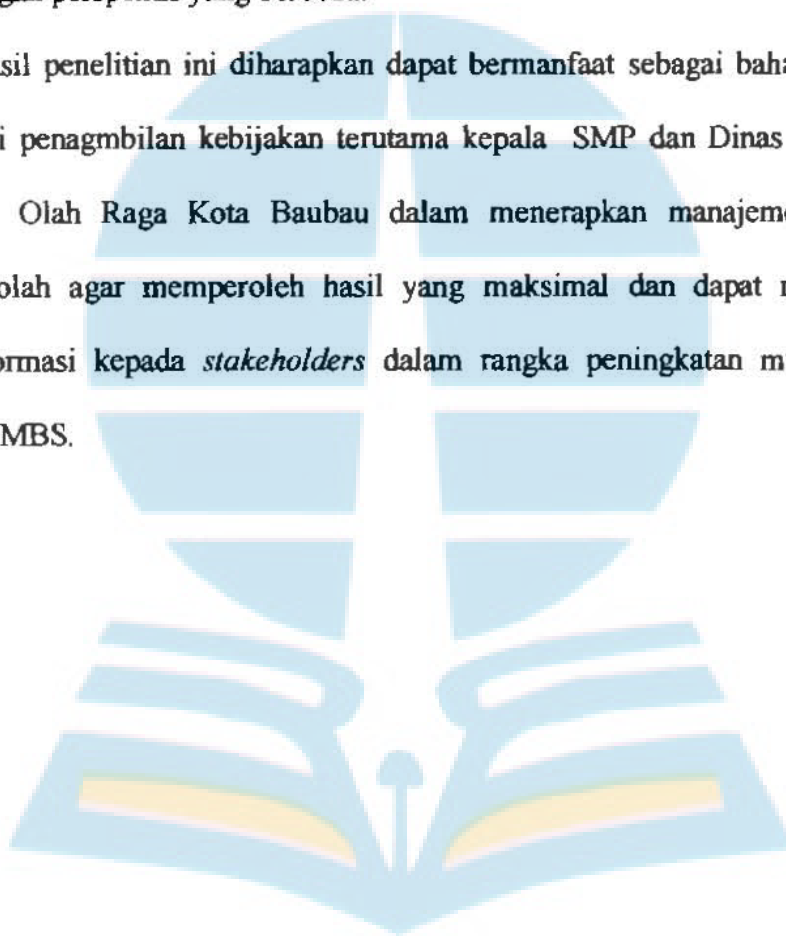 sil penelitian ini diharapkan dapat bermanfaat sebagai baha
i penagmbilan kebijakan terutama kepala SMP dan Dinas
Olah Raga Kota Baubau dalam menerapkan manajeme
olah agar memperoleh hasil yang maksimal dan dapat
ormasi kepada stakeholders dalam rangka peningkatan m
MBS.